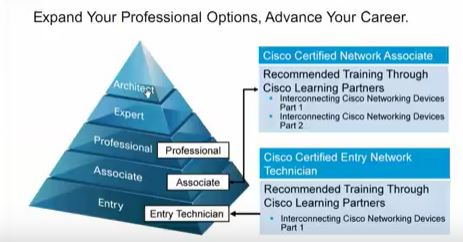 Expand Your Professional Options, Advance Your Career.
Architect
Expert
Professional
Professional
Associate
Associate
Entry
Entry Technician
Cisco Certified Network Associate
Recommended Training Through
Cisco Learning Partners
• Interconnecting Cisco Networking Devices
Part 1
• Interconnecting Cisco Networking Devices
Part 2
Cisco Certified Entry Network
Technician
Recommended Training Through
Cisco Learning Partners
• Interconnecting Cisco Networking Devices
Part 1